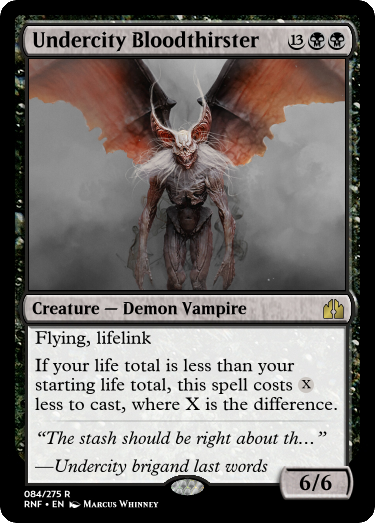 Undercity Bloodthirster 13
Creature — Demon Vampire
Flying, lifelink
If your life total is less than your
starting life total, this spell costs X
less to cast, where X is the difference.
“The stash should be right about th…”
—Undercity brigand last words
6/6
084/275 R
RNF • EN Marcus Whinney